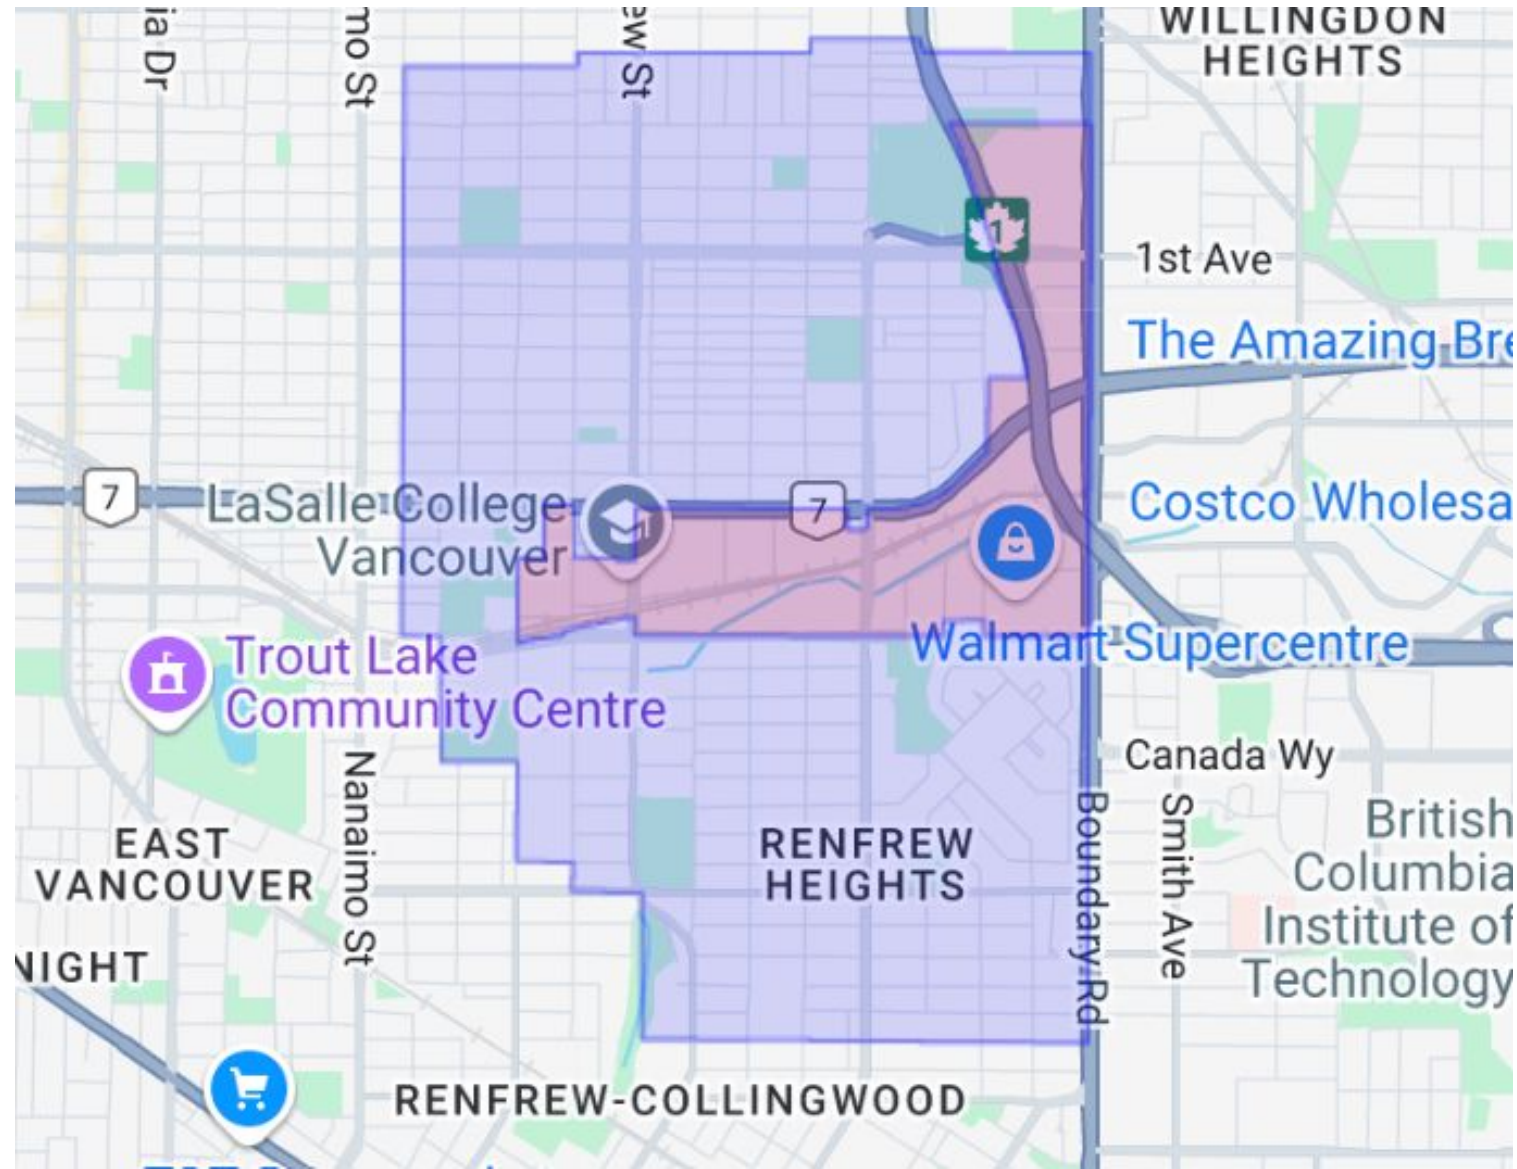 ia Dr
mo St
ew St
WILLINGDON
HEIGHTS
1
1st Ave
The Amazing Bre
7
LaSalle College
Vancouver
7
Costco Wholesa
Walmart Supercentre
Trout Lake
Community Centre
Canada Wy
Nanaimo St
Boundary Rd
Smith Ave
EAST
VANCOUVER
RENFREW
HEIGHTS
British
Columbia
Institute of
Technology
NIGHT
RENFREW-COLLINGWOOD